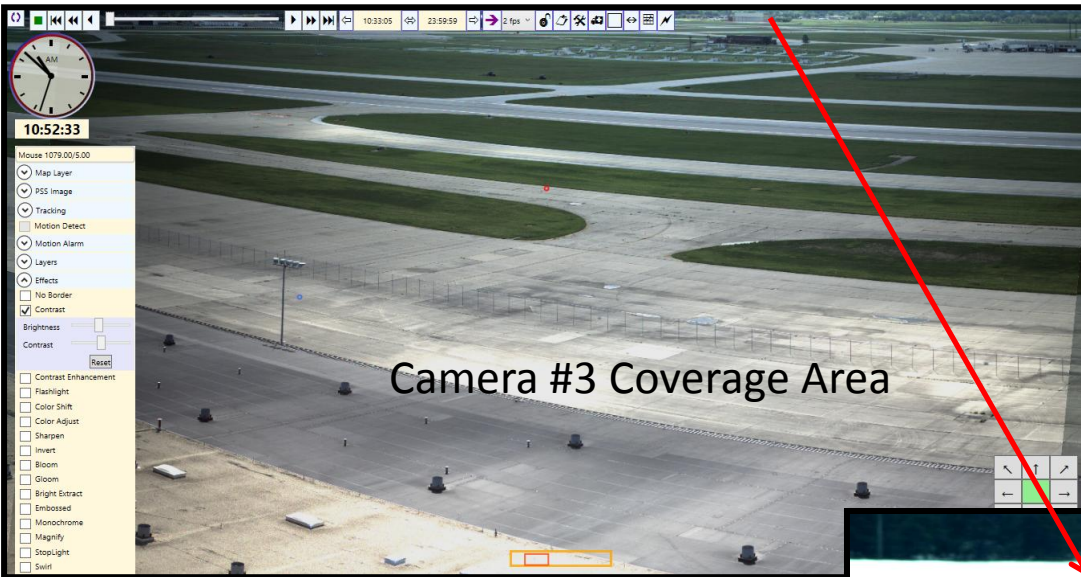 10:33:05
23:59:59
2 fps
AM
10:52:33
Mouse 1079.00/5.00
Map Layer
PSS Image
Tracking
Motion Detect
Motion Alarm
Layers
Effects
No Border
Contrast
Brightness
Contrast
Reset
Contrast Enhancement
Flashlight
Color Shift
Color Adjust
Sharpen
Invert
Bloom
Gloom
Bright Extract
Embossed
Monochrome
Magnify
StopLight
Swirl
Camera #3 Coverage Area